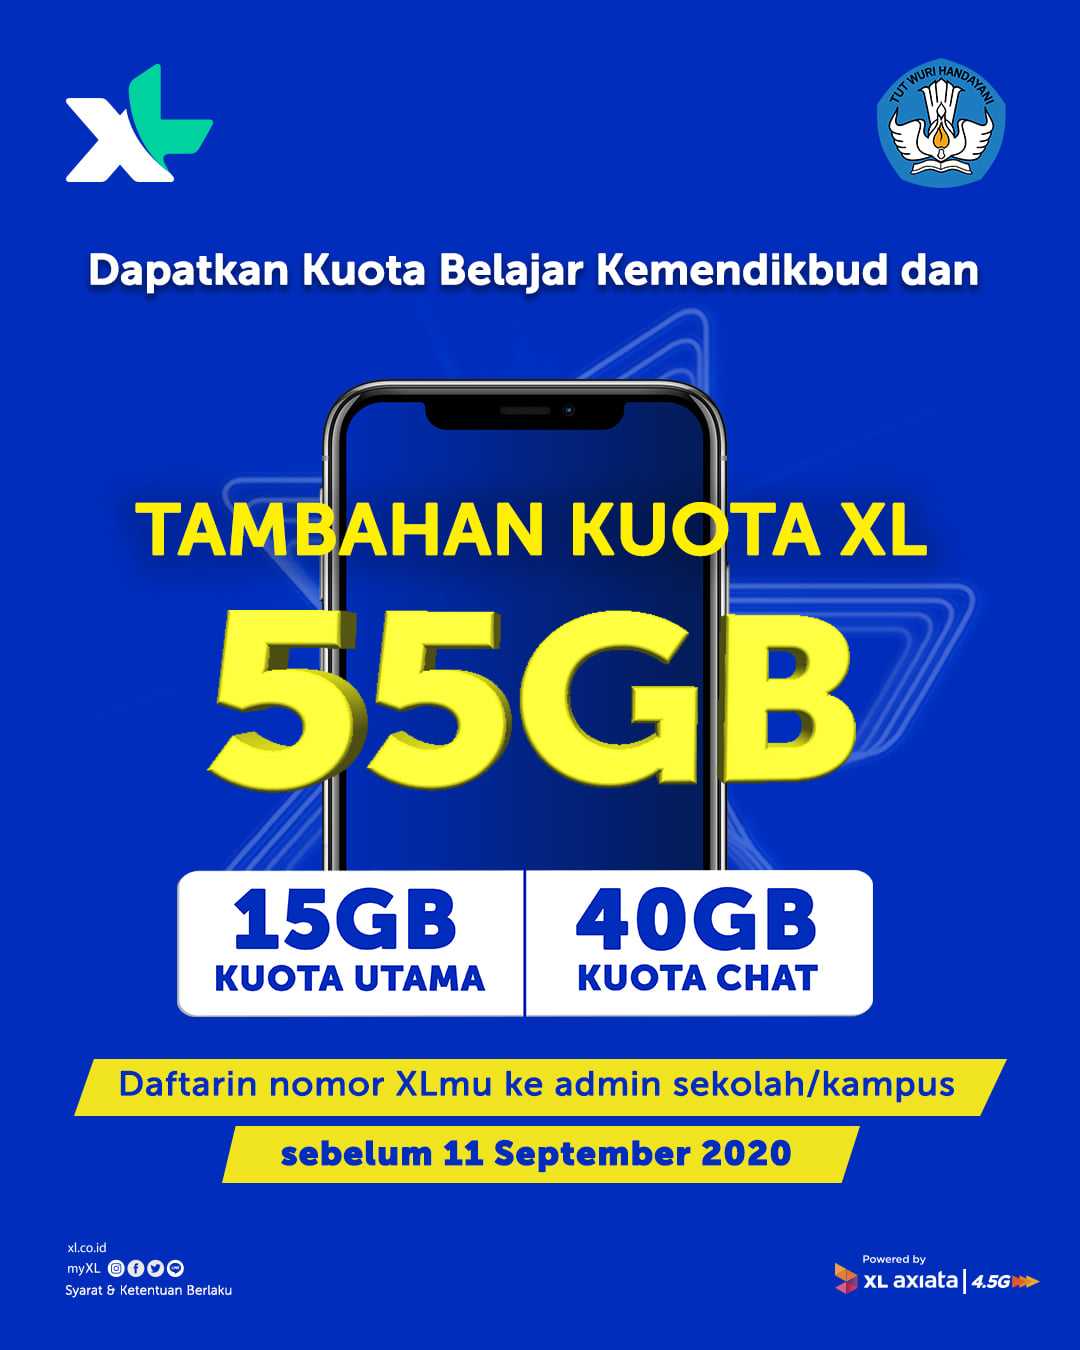 XL
TUT WURI HANDAYANI
Dapatkan Kuota Belajar Kemendikbud dan
TAMBAHAN KUOTA XL
55GB
15GB
KUOTA UTAMA
40GB
KUOTA CHAT
Daftarin nomor XLmu ke admin sekolah/kampus
sebelum 11 September 2020
xl.co.id
myXL
Syarat & Ketentuan Berlaku
Powered by
XL axiata | 4.5G